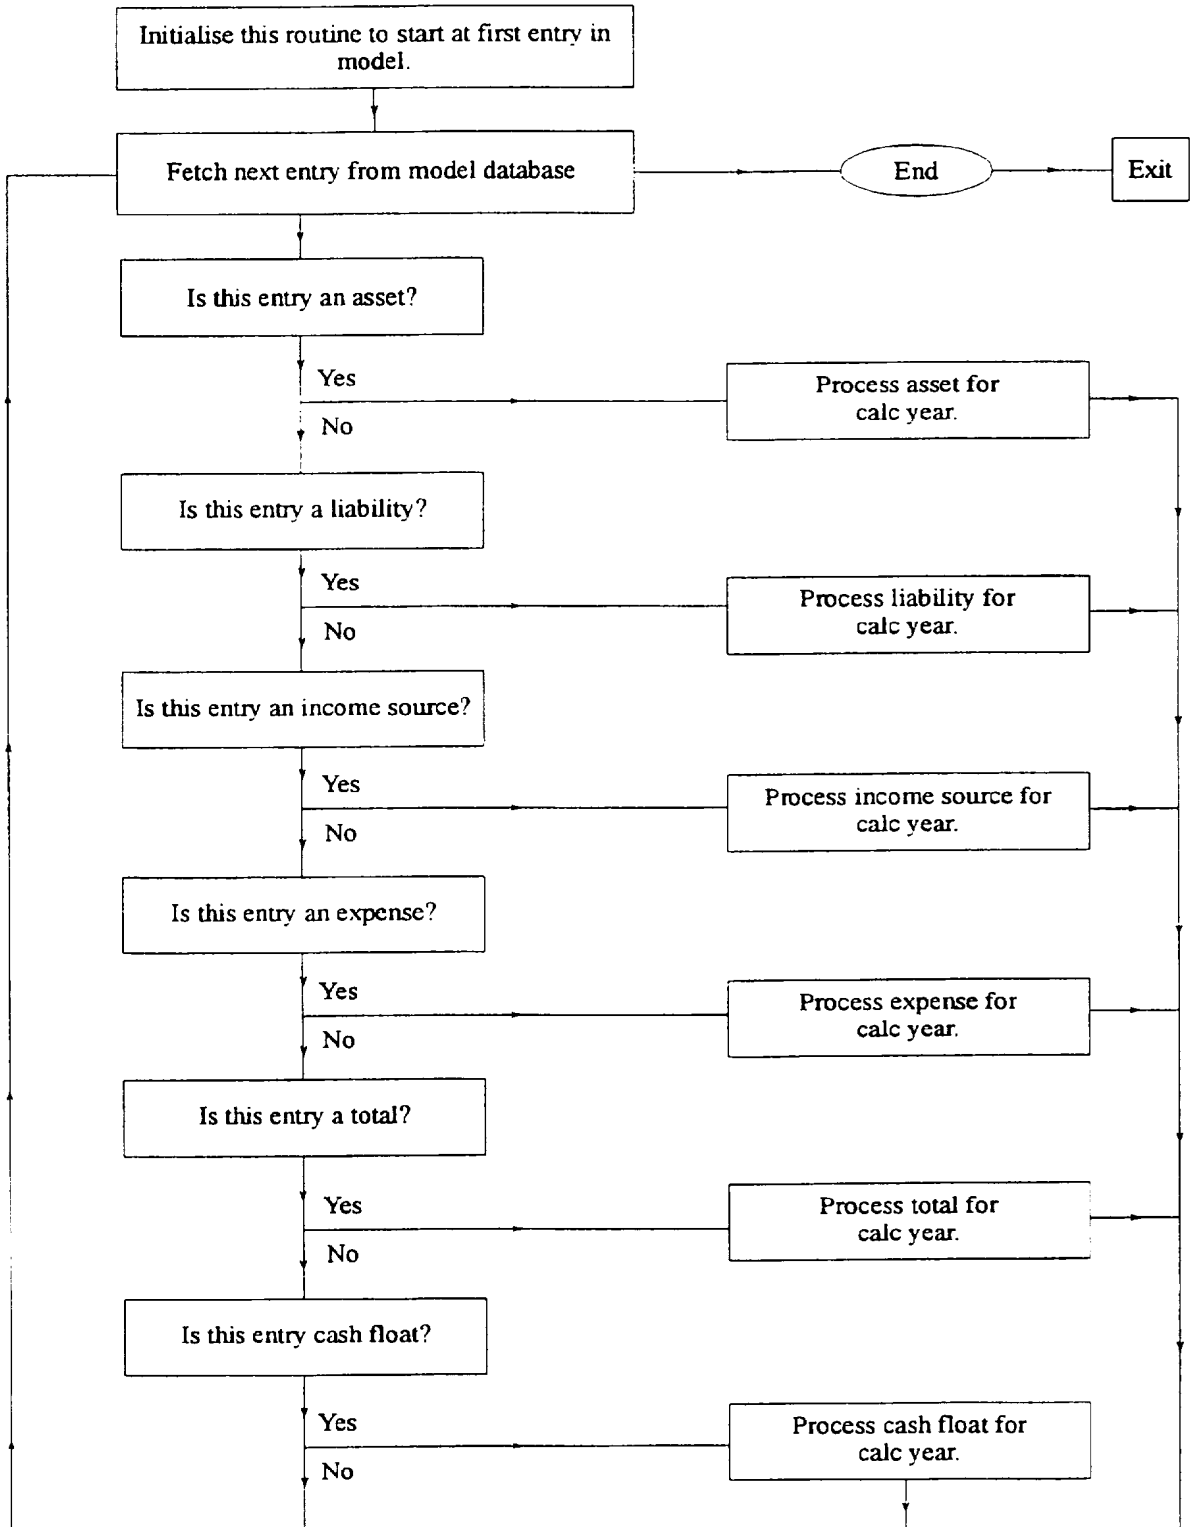 Initialise this routine to start at first entry in
model.
Fetch next entry from model database
End
Exit
Is this entry an asset?
Yes
No
Process asset for
calc year.
Is this entry a liability?
Yes
No
Process liability for
calc year.
Is this entry an income source?
Yes
No
Process income source for
calc year.
Is this entry an expense?
Yes
No
Process expense for
calc year.
Is this entry a total?
Yes
No
Process total for
calc year.
Is this entry cash float?
Yes
No
Process cash float for
calc year.